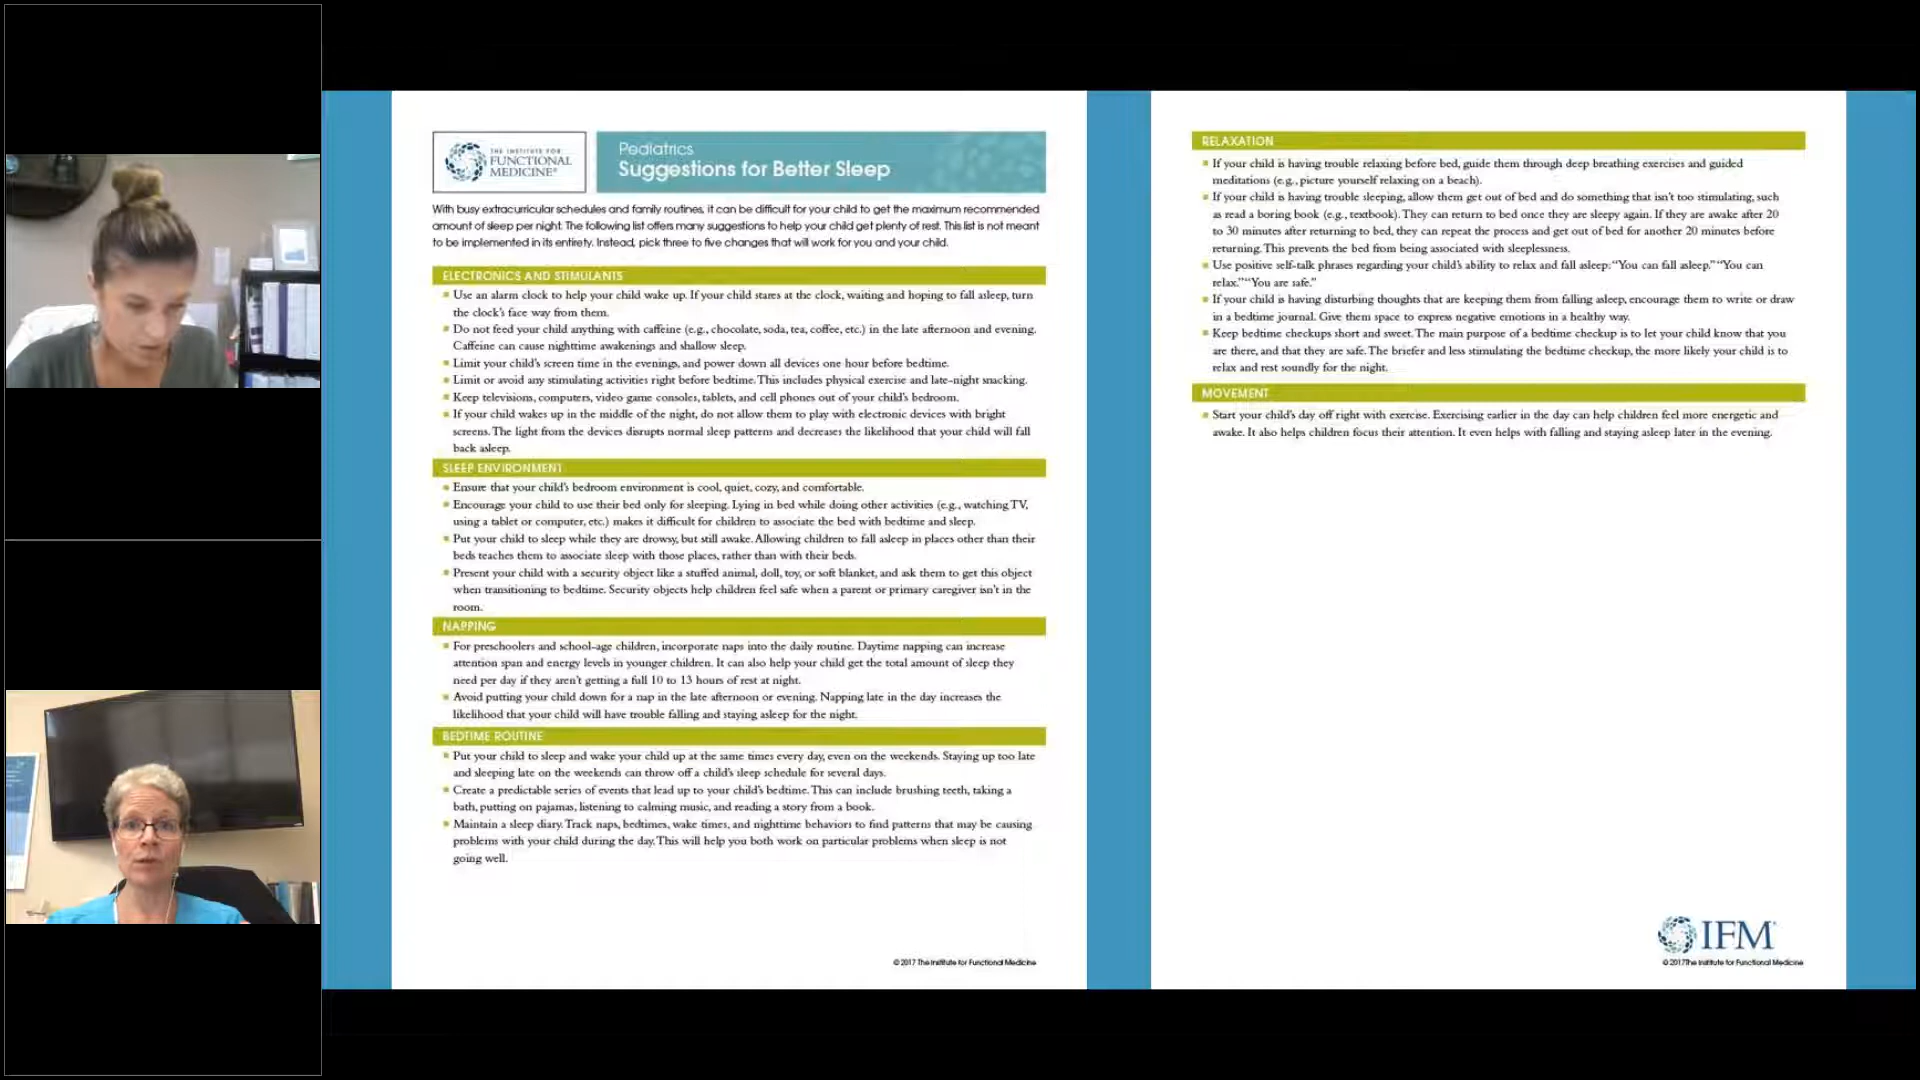 THE INSTITUTE FOR
FUNCTIONAL
MEDICINE®
Pediatrics
Suggestions for Better Sleep
With busy extracurricular schedules and family routines, it can be difficult for your child to get the maximum recommended
amount of sleep per night. The following list offers many suggestions to help your child get plenty of rest. This list is not meant
to be implemented in its entirety. Instead, pick three to five changes that will work for you and your child.
ELECTRONICS AND STIMULANTS
Use an alarm clock to help your child wake up. If your child stares at the clock, waiting and hoping to fall asleep, turn
the clock's face way from them.
Do not feed your child anything with caffeine (e.g., chocolate, soda, tea, coffee, etc.) in the late afternoon and evening.
Caffeine can cause nighttime awakenings and shallow sleep.
Limit your child's screen time in the evenings, and power down all devices one hour before bedtime.
Limit or avoid any stimulating activities right before bedtime. This includes physical exercise and late-night snacking.
Keep televisions, computers, video game consoles, tablets, and cell phones out of your child's bedroom.
If your child wakes up in the middle of the night, do not allow them to play with electronic devices with bright
screens. The light from the devices disrupts normal sleep patterns and decreases the likelihood that your child will fall
back asleep.
SLEEP ENVIRONMENT
Ensure that your child's bedroom environment is cool, quiet, cozy, and comfortable.
Encourage your child to use their bed only for sleeping. Lying in bed while doing other activities (e.g., watching TV,
using a tablet or computer, etc.) makes it difficult for children to associate the bed with bedtime and sleep.
Put your child to sleep while they are drowsy, but still awake. Allowing children to fall asleep in places other than their
beds teaches them to associate sleep with those places, rather than with their beds.
Present your child with a security object like a stuffed animal, doll, toy, or soft blanket, and ask them to get this object
when transitioning to bedtime. Security objects help children feel safe when a parent or primary caregiver isn't in the
room.
NAPPING
For preschoolers and school-age children, incorporate naps into the daily routine. Daytime napping can increase
attention span and energy levels in younger children. It can also help your child get the total amount of sleep they
need per day if they aren't getting a full 10 to 13 hours of rest at night.
Avoid putting your child down for a nap in the late afternoon or evening. Napping late in the day increases the
likelihood that your child will have trouble falling and staying asleep for the night.
BEDTIME ROUTINE
Put your child to sleep and wake your child up at the same times every day, even on the weekends. Staying up too late
and sleeping late on the weekends can throw off a child's sleep schedule for several days.
Create a predictable series of events that lead up to your child's bedtime. This can include brushing teeth, taking a
bath, putting on pajamas, listening to calming music, and reading a story from a book.
Maintain a sleep diary. Track naps, bedtimes, wake times, and nighttime behaviors to find patterns that may be causing
problems with your child during the day. This will help you both work on particular problems when sleep is not
going well.
© 2017 The Institute for Functional Medicine
RELAXATION
If your child is having trouble relaxing before bed, guide them through deep breathing exercises and guided
meditations (e.g., picture yourself relaxing on a beach).
If your child is having trouble sleeping, allow them get out of bed and do something that isn't too stimulating, such
as read a boring book (e.g., textbook). They can return to bed once they are sleepy again. If they are awake after 20
to 30 minutes after returning to bed, they can repeat the process and get out of bed for another 20 minutes before
returning. This prevents the bed from being associated with sleeplessness.
Use positive self-talk phrases regarding your child's ability to relax and fall asleep: "You can fall asleep." "You can
relax." "You are safe."
If your child is having disturbing thoughts that are keeping them from falling asleep, encourage them to write or draw
in a bedtime journal. Give them space to express negative emotions in a healthy way.
Keep bedtime checkups short and sweet. The main purpose of a bedtime checkup is to let your child know that you
are there, and that they are safe. The briefer and less stimulating the bedtime checkup, the more likely your child is to
relax and rest soundly for the night.
MOVEMENT
Start your child's day off right with exercise. Exercising earlier in the day can help children feel more energetic and
awake. It also helps children focus their attention. It even helps with falling and staying asleep later in the evening.
IFM
© 2017 The Institute for Functional Medicine